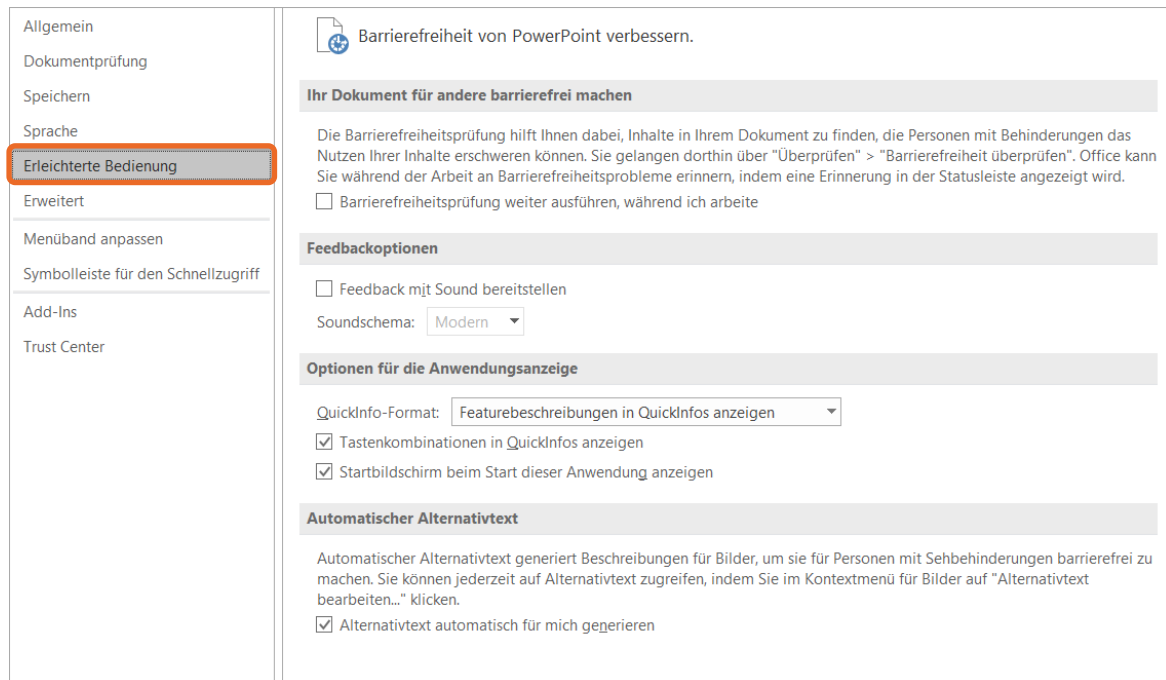 Allgemein
Dokumentprüfung
Speichern
Sprache
Erleichterte Bedienung
Erweitert
Menüband anpassen
Symbolleiste für den Schnellzugriff
Add-Ins
Trust Center
Barrierefreiheit von PowerPoint verbessern.
Ihr Dokument für andere barrierefrei machen
Die Barrierefreiheitsprüfung hilft Ihnen dabei, Inhalte in Ihrem Dokument zu finden, die Personen mit Behinderungen das
Nutzen Ihrer Inhalte erschweren können. Sie gelangen dorthin über "Überprüfen" > "Barrierefreiheit überprüfen". Office kann
Sie während der Arbeit an Barrierefreiheitsprobleme erinnern, indem eine Erinnerung in der Statusleiste angezeigt wird.
Barrierefreiheitsprüfung weiter ausführen, während ich arbeite
Feedbackoptionen
Feedback mit Sound bereitstellen
Soundschema: Modern
Optionen für die Anwendungsanzeige
QuickInfo-Format: Featurebeschreibungen in QuickInfos anzeigen
Tastenkombinationen in QuickInfos anzeigen
Startbildschirm beim Start dieser Anwendung anzeigen
Automatischer Alternativtext
Automatischer Alternativtext generiert Beschreibungen für Bilder, um sie für Personen mit Sehbehinderungen barrierefrei zu
machen. Sie können jederzeit auf Alternativtext zugreifen, indem Sie im Kontextmenü für Bilder auf "Alternativtext
bearbeiten..." klicken.
Alternativtext automatisch für mich generieren